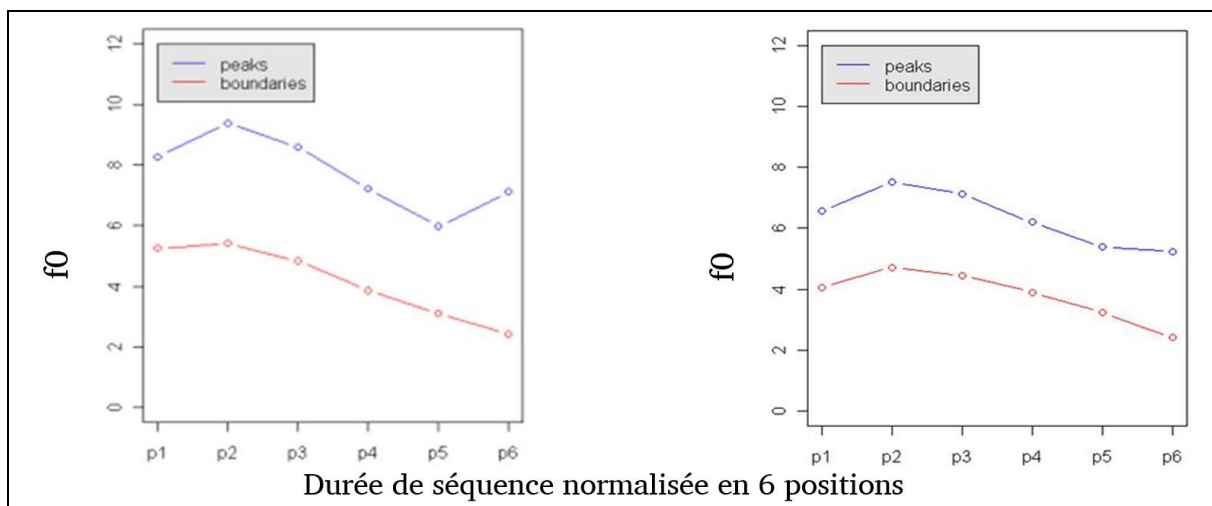 12
10
8
6
4
2
0
f0
peaks
boundaries
p1 p2 p3 p4 p5 p6
12
10
8
6
4
2
0
f0
peaks
boundaries
p1 p2 p3 p4 p5 p6
Durée de séquence normalisée en 6 positions